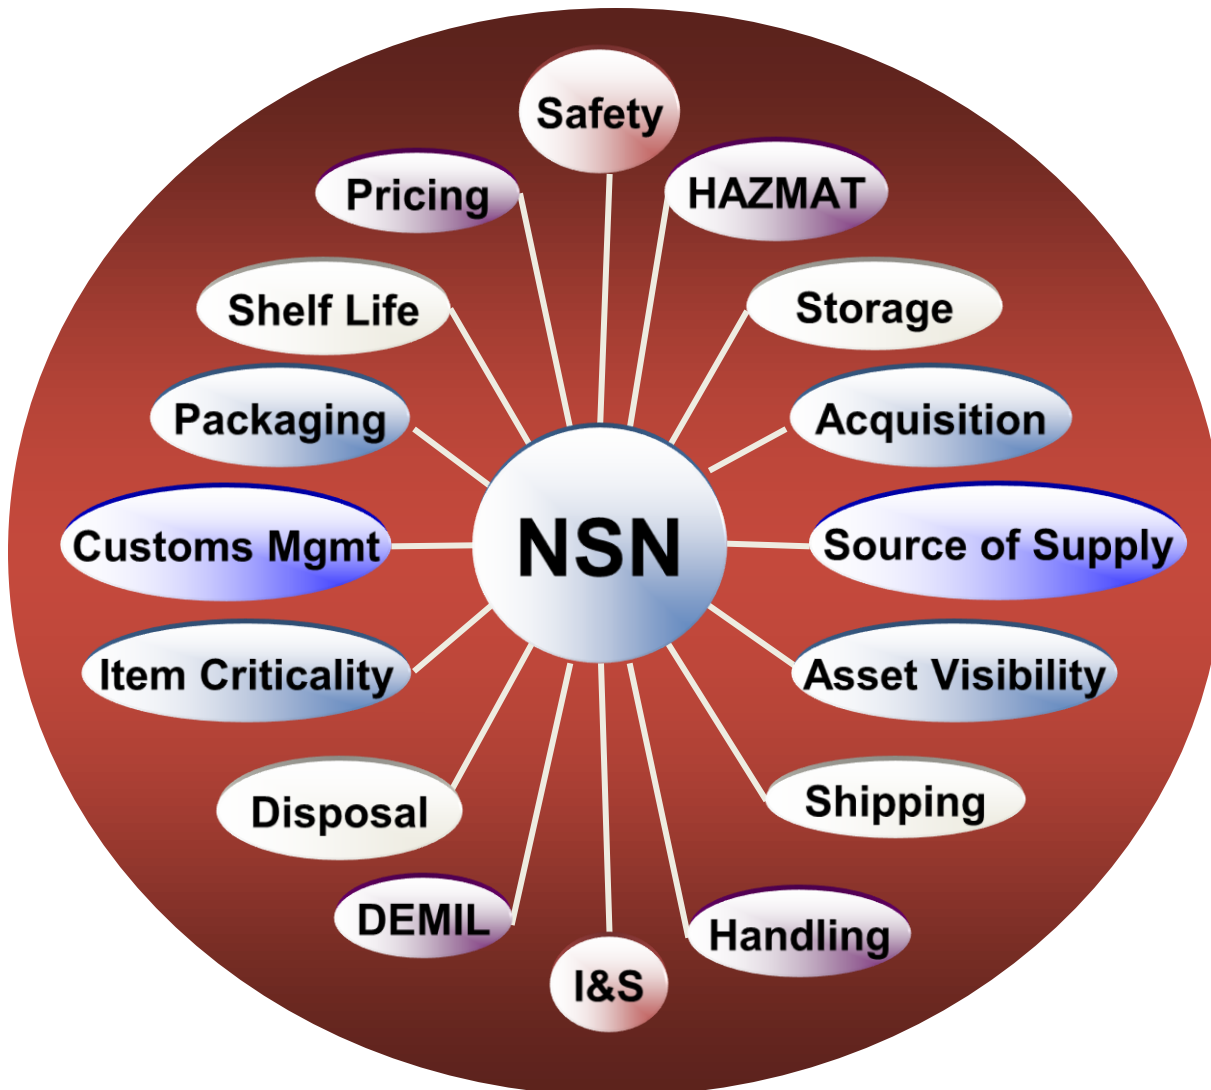 Safety
Pricing
HAZMAT
Shelf Life
Storage
Packaging
Acquisition
Customs Mgmt
NSN
Source of Supply
Item Criticality
Asset Visibility
Disposal
Shipping
DEMIL
Handling
I&S